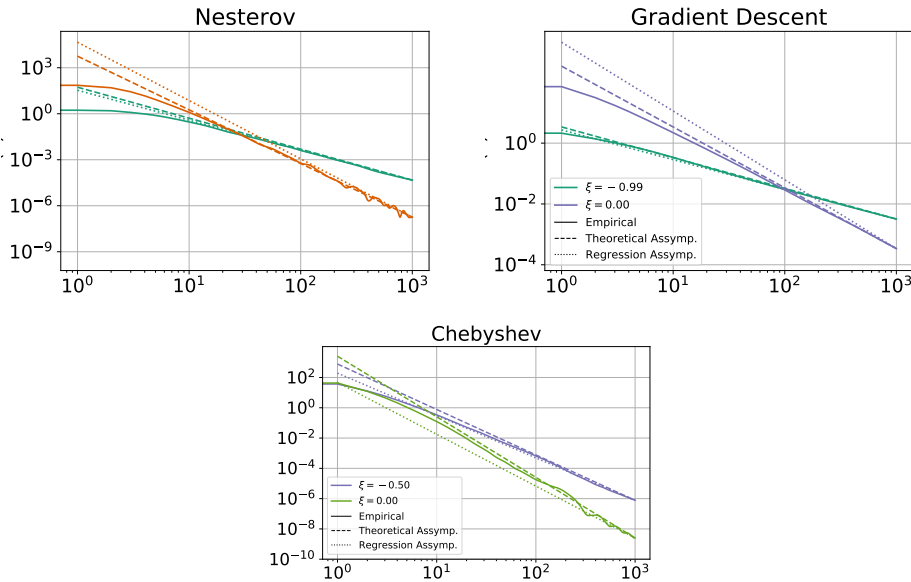 Nesterov
10^3
10^0
10^−3
10^−6
10^−9
10^0 10^1 10^2 10^3
Gradient Descent
10^0
10^−2
10^−4
ξ = −0.99
ξ = 0.00
Empirical
Theoretical Assymp.
Regression Assymp.
10^0 10^1 10^2 10^3
Chebyshev
10^2
10^0
10^−2
10^−4
10^−6
10^−8
10^−10
ξ = −0.50
ξ = 0.00
Empirical
Theoretical Assymp.
Regression Assymp.
10^0 10^1 10^2 10^3